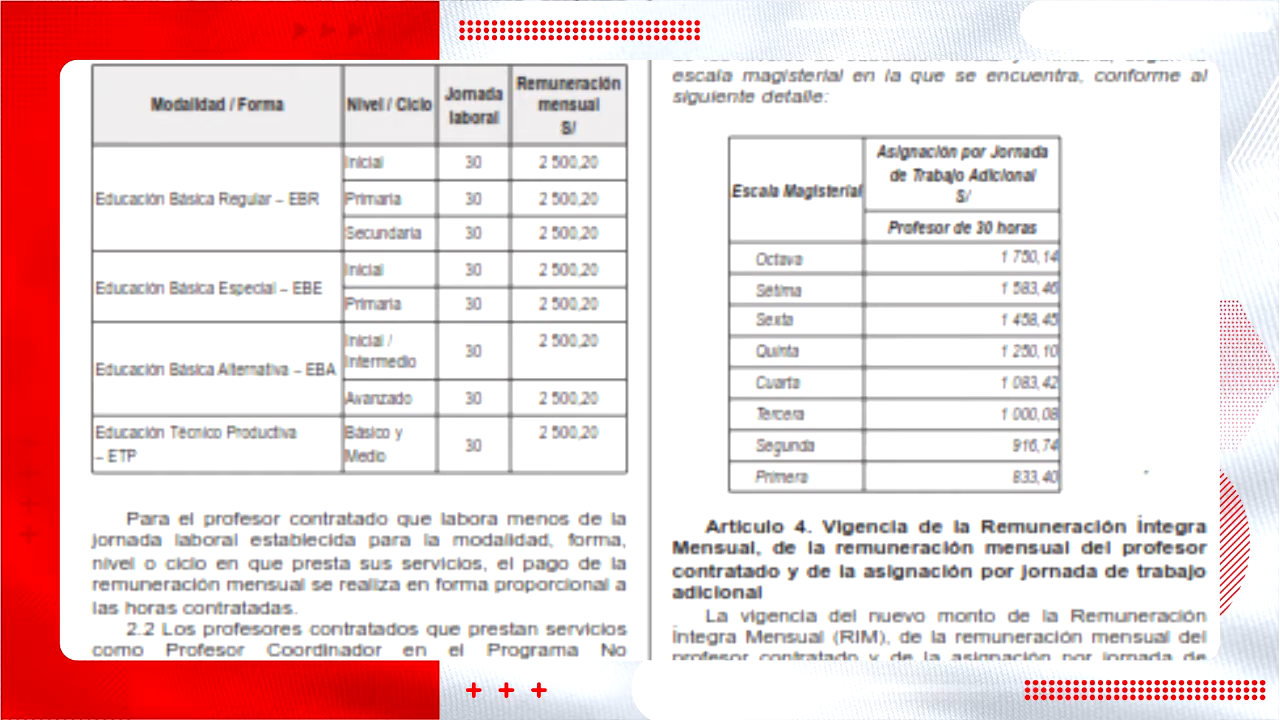 Modalidad / Forma
Nivel / Ciclo
Jornada
laboral
Remuneración
mensual
S/
Educación Básica Regular – EBR
Inicial
30
2 500,20
Primaria
30
2 500,20
Secundaria
30
2 500,20
Educación Básica Especial – EBE
Inicial
30
2 500,20
Primaria
30
2 500,20
Educación Básica Alternativa – EBA
Inicial /
Intermedio
30
2 500,20
Avanzado
30
2 500,20
Educación Técnico Productiva
– ETP
Básico y
Medio
30
2 500,20
Para el profesor contratado que labora menos de la
jornada laboral establecida para la modalidad, forma,
nivel o ciclo en que presta sus servicios, el pago de la
remuneración mensual se realiza en forma proporcional a
las horas contratadas.
2.2 Los profesores contratados que prestan servicios
como Profesor Coordinador en el Programa No
escala magisterial en la que se encuentra, conforme al
siguiente detalle:
Escala Magisterial
Asignación por Jornada
de Trabajo Adicional
S/
Profesor de 30 horas
Octava
1 750,14
Sétima
1 583,46
Sexta
1 458,45
Quinta
1 250,10
Cuarta
1 083,42
Tercera
1 000,08
Segunda
916,74
Primera
833,40
Artículo 4. Vigencia de la Remuneración Íntegra
Mensual, de la remuneración mensual del profesor
contratado y de la asignación por jornada de trabajo
adicional
La vigencia del nuevo monto de la Remuneración
Íntegra Mensual (RIM), de la remuneración mensual del
profesor contratado y de la asignación por jornada de